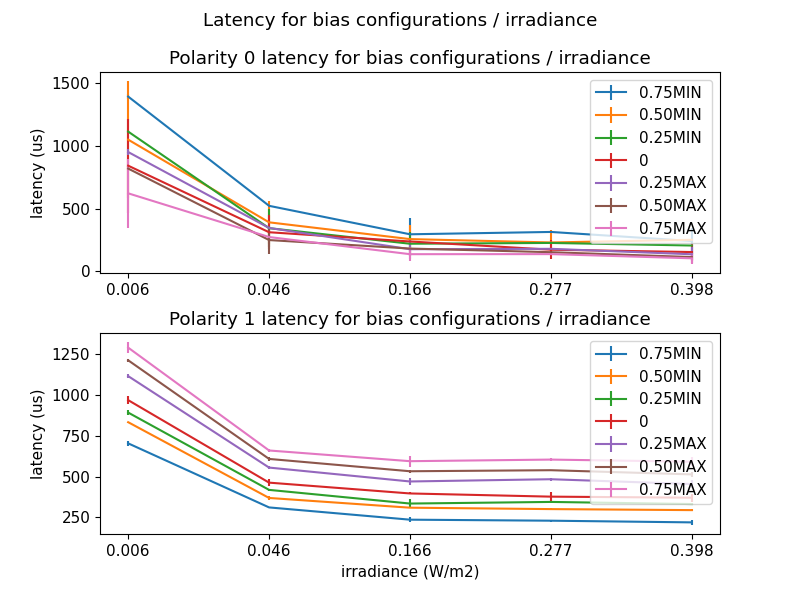 Latency for bias configurations / irradiance
Polarity 0 latency for bias configurations / irradiance
latency (us)
1500
1000
500
0
0.006
0.046
0.166
0.277
0.398
0.75MIN
0.50MIN
0.25MIN
0
0.25MAX
0.50MAX
0.75MAX
Polarity 1 latency for bias configurations / irradiance
latency (us)
1250
1000
750
500
250
0.006
0.046
0.166
0.277
0.398
0.75MIN
0.50MIN
0.25MIN
0
0.25MAX
0.50MAX
0.75MAX
irradiance (W/m2)